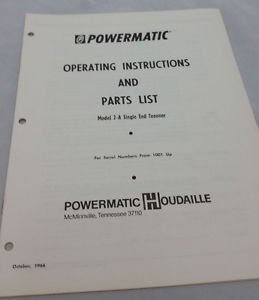 POWERMATIC®
OPERATING INSTRUCTIONS
AND
PARTS LIST
Model 2-A Single End Tenoner
For Serial Numbers From 1001 Up
POWERMATIC HOUDAILLE
McMinnville, Tennessee 37110
October, 1966